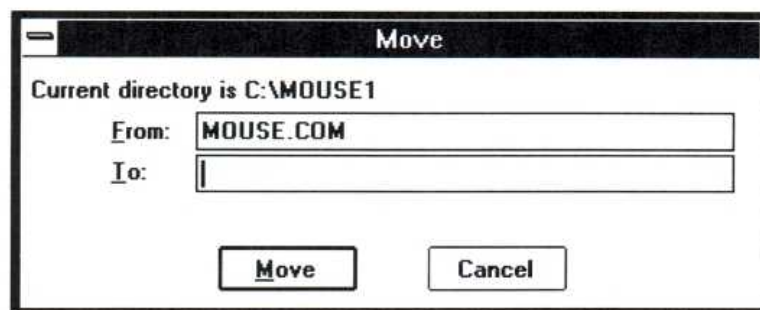 Move
Current directory is C:\MOUSE1
From: MOUSE.COM
To:
Move Cancel